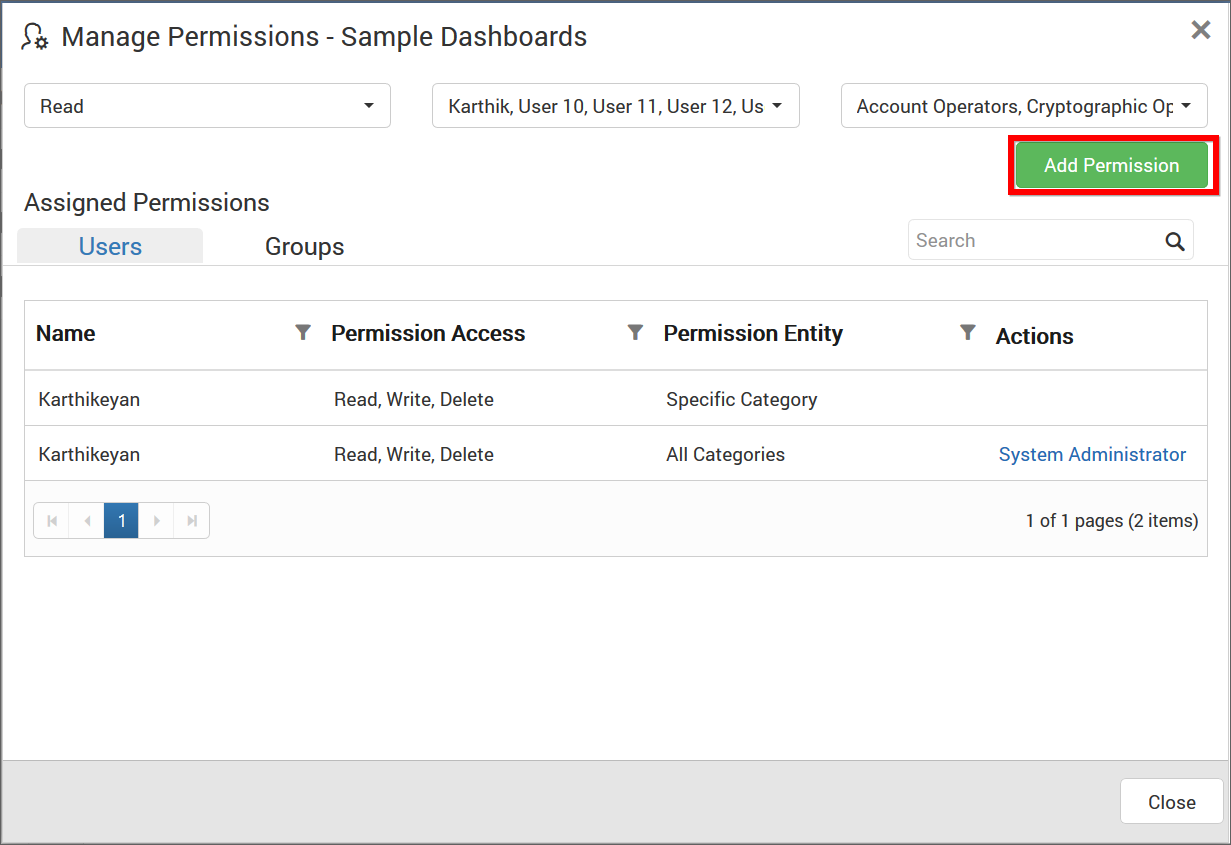 Manage Permissions - Sample Dashboards
Read
Karthik, User 10, User 11, User 12, Us
Account Operators, Cryptographic Op
Add Permission
Assigned Permissions
Users Groups Search
Name Permission Access Permission Entity Actions
Karthikeyan Read, Write, Delete Specific Category
Karthikeyan Read, Write, Delete All Categories System Administrator
1 1 of 1 pages (2 items)
Close